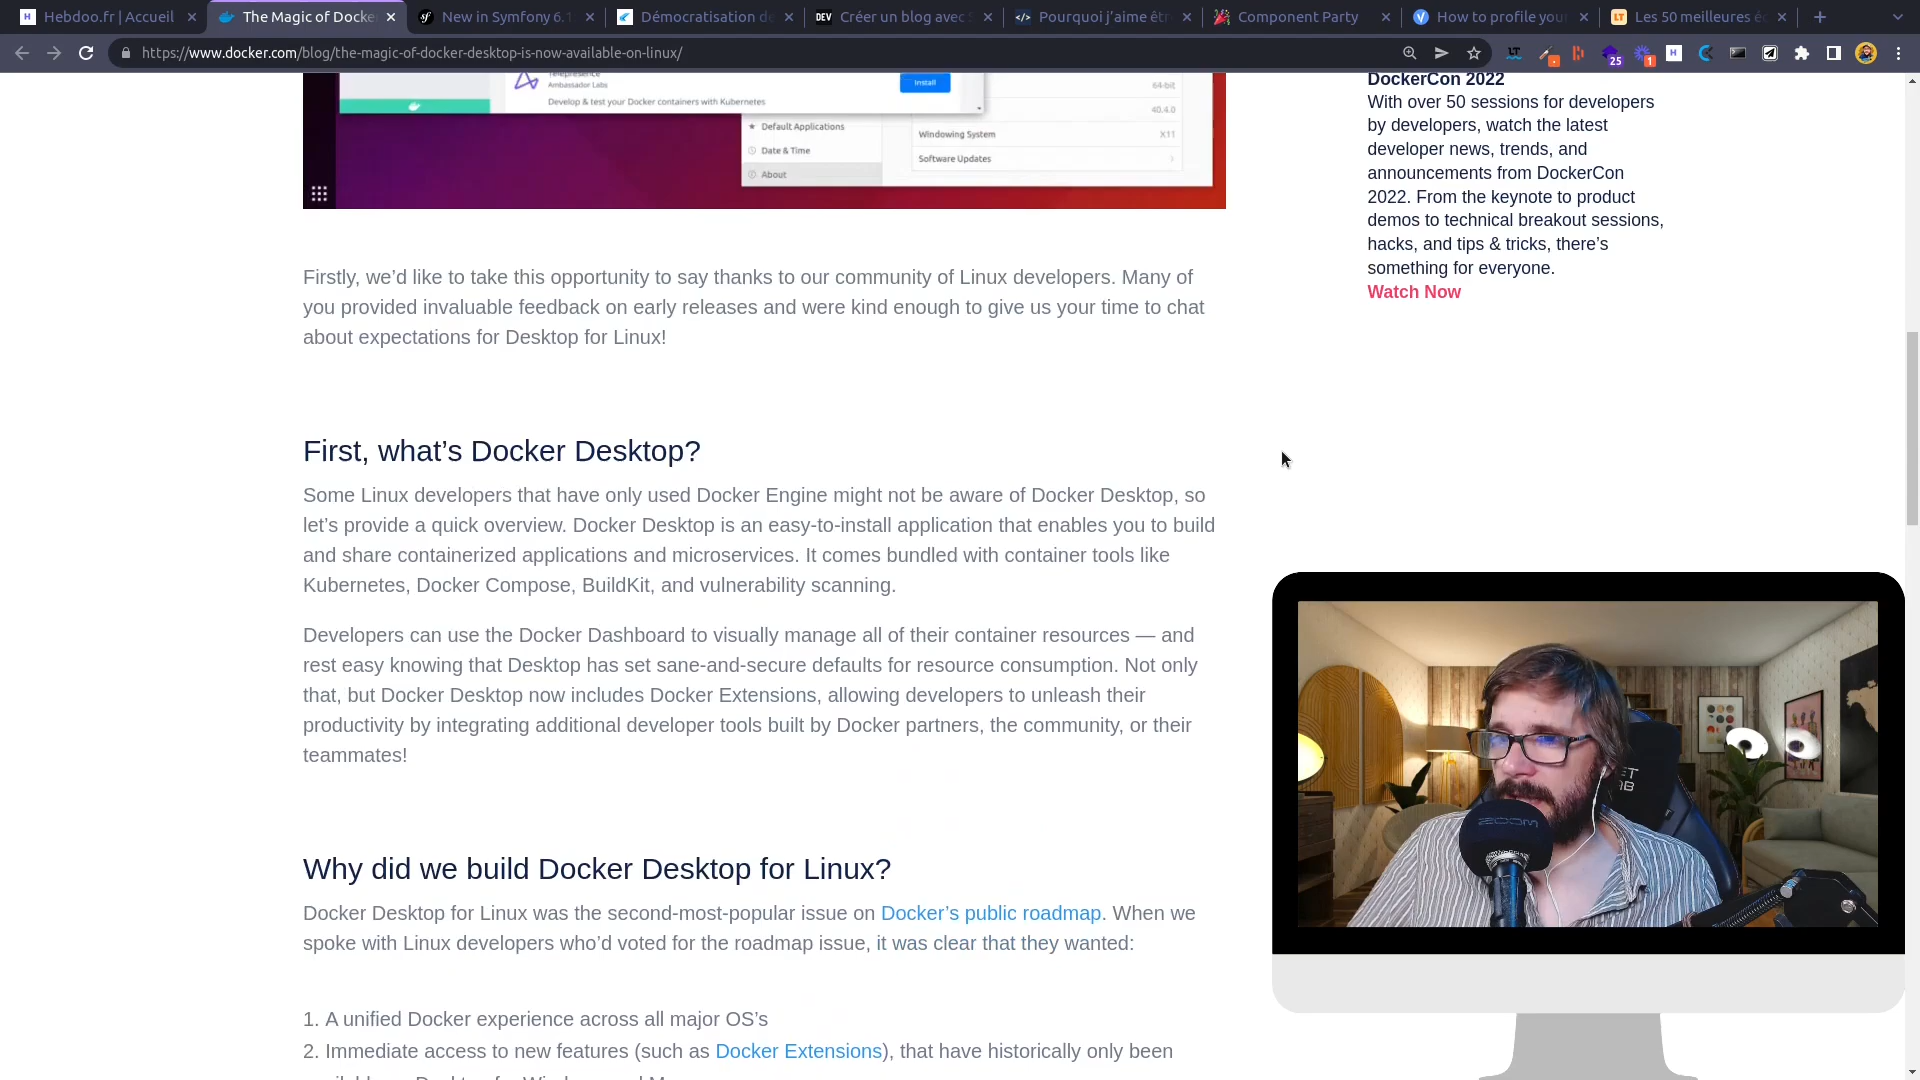 Hebdoo.fr | Accueil
The Magic of Docke
New in Symfony 6.1
Démocratisation d
DEV Créer un blog avec S
Pourquoi j'aime êtr
Component Party
How to profile you
LT Les 50 meilleures é
https://www.docker.com/blog/the-magic-of-docker-desktop-is-now-available-on-linux/
LT
25
1
H
Telepresence
Ambassador Labs
Develop & test your Docker containers with Kubernetes
Install
64-bit
40.4.0
Default Applications
Windowing System
X11
Date & Time
Software Updates
About
DockerCon 2022
With over 50 sessions for developers
by developers, watch the latest
developer news, trends, and
announcements from DockerCon
2022. From the keynote to product
demos to technical breakout sessions,
hacks, and tips & tricks, there's
something for everyone.
Watch Now
Firstly, we'd like to take this opportunity to say thanks to our community of Linux developers. Many of
you provided invaluable feedback on early releases and were kind enough to give us your time to chat
about expectations for Desktop for Linux!
First, what's Docker Desktop?
Some Linux developers that have only used Docker Engine might not be aware of Docker Desktop, so
let's provide a quick overview. Docker Desktop is an easy-to-install application that enables you to build
and share containerized applications and microservices. It comes bundled with container tools like
Kubernetes, Docker Compose, BuildKit, and vulnerability scanning.
Developers can use the Docker Dashboard to visually manage all of their container resources — and
rest easy knowing that Desktop has set sane-and-secure defaults for resource consumption. Not only
that, but Docker Desktop now includes Docker Extensions, allowing developers to unleash their
productivity by integrating additional developer tools built by Docker partners, the community, or their
teammates!
Why did we build Docker Desktop for Linux?
Docker Desktop for Linux was the second-most-popular issue on Docker's public roadmap. When we
spoke with Linux developers who'd voted for the roadmap issue, it was clear that they wanted:
1. A unified Docker experience across all major OS's
2. Immediate access to new features (such as Docker Extensions), that have historically only been
ZOOM